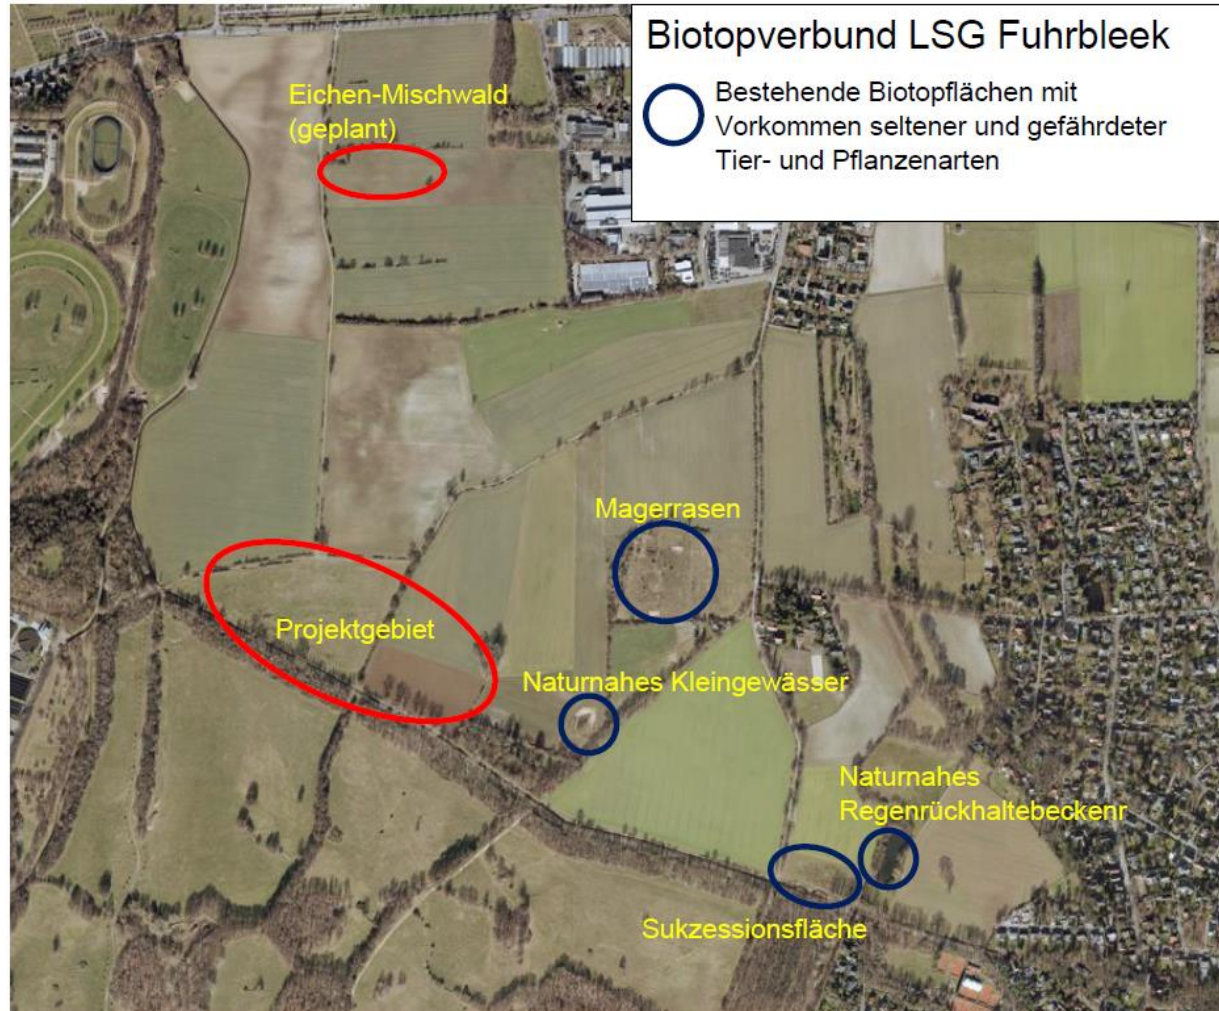 Biotopverbund LSG Fuhrbleek
Bestehende Biotopflächen mit
Vorkommen seltener und gefährdeter
Tier- und Pflanzenarten
Eichen-Mischwald
(geplant)
Magerrasen
Projektgebiet
Naturnahes Kleingewässer
Naturnahes
Regenrückhaltebeckenr
Sukzessionsfläche